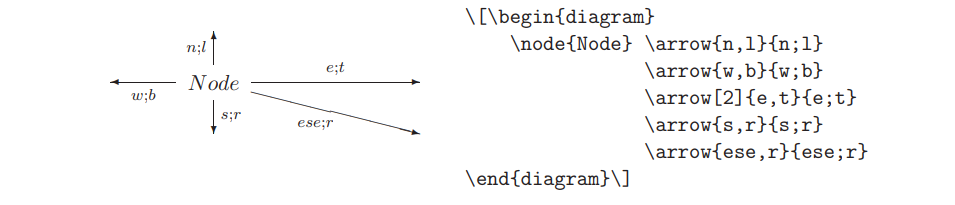 n;l
e;t
Node
w;b
s;r
ese;r
\[\begin{diagram}
\node{Node} \arrow{n,l}{n;l}
\arrow{w,b}{w;b}
\arrow[2]{e,t}{e;t}
\arrow{s,r}{s;r}
\arrow{ese,r}{ese;r}
\end{diagram}\]